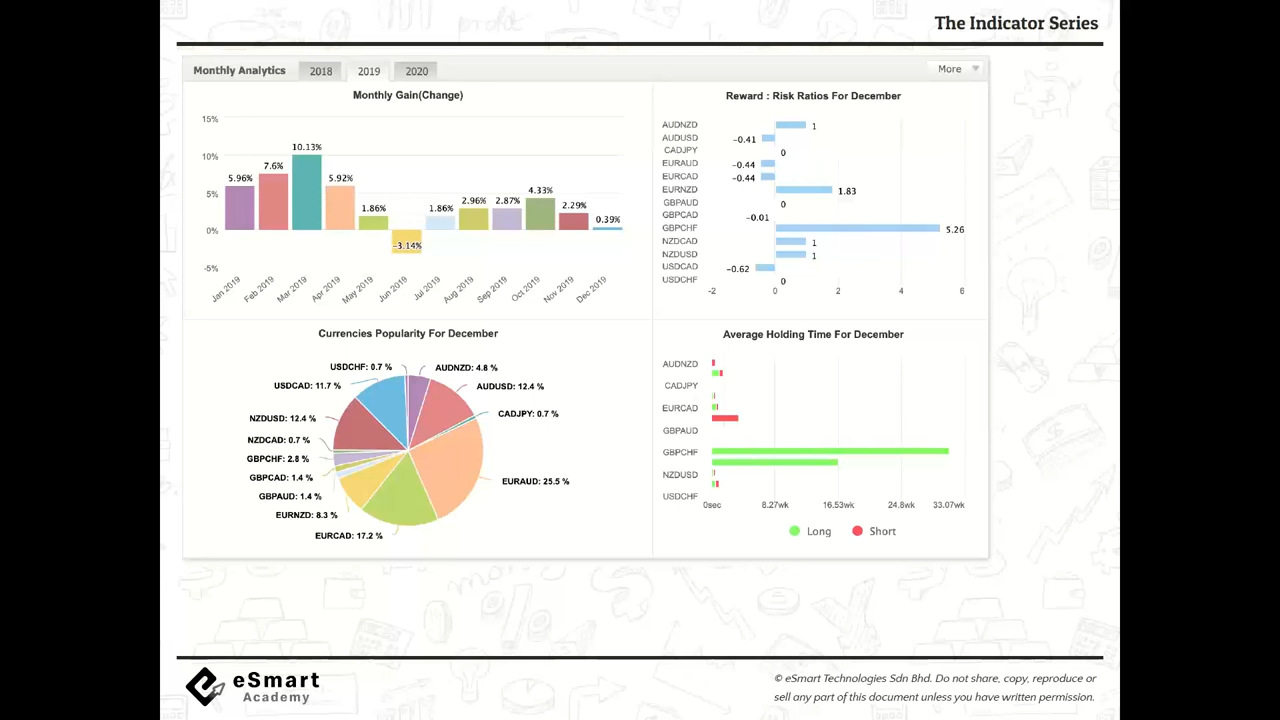 The Indicator Series
Monthly Analytics
2018
2019
2020
More
Monthly Gain(Change)
15%
10%
5%
0%
-5%
5.96%
7.6%
10.13%
5.92%
1.86%
-3.14%
1.86%
2.96%
2.87%
4.33%
2.29%
0.39%
Jan 2019
Feb 2019
Mar 2019
Apr 2019
May 2019
Jun 2019
Jul 2019
Aug 2019
Sep 2019
Oct 2019
Nov 2019
Dec 2019
Reward : Risk Ratios For December
AUDNZD 1
AUDUSD -0.41
CADJPY 0
EURAUD -0.44
EURCAD -0.44
EURNZD 1.83
GBPAUD 0
GBPCAD -0.01
GBPCHF 5.26
NZDCAD 1
NZDUSD 1
USDCAD -0.62
USDCHF 0
-2 0 2 4 6
Currencies Popularity For December
USDCHF: 0.7 %
AUDNZD: 4.8 %
USDCAD: 11.7 %
AUDUSD: 12.4 %
NZDUSD: 12.4 %
CADJPY: 0.7 %
NZDCAD: 0.7 %
GBPCHF: 2.8 %
GBPCAD: 1.4 %
EURAUD: 25.5 %
GBPAUD: 1.4 %
EURNZD: 8.3 %
EURCAD: 17.2 %
Average Holding Time For December
AUDNZD
CADJPY
EURCAD
GBPAUD
GBPCHF
NZDUSD
USDCHF
0sec 8.27wk 16.53wk 24.8wk 33.07wk
Long Short
eSmart
Academy
© eSmart Technologies Sdn Bhd. Do not share, copy, reproduce or
sell any part of this document unless you have written permission.